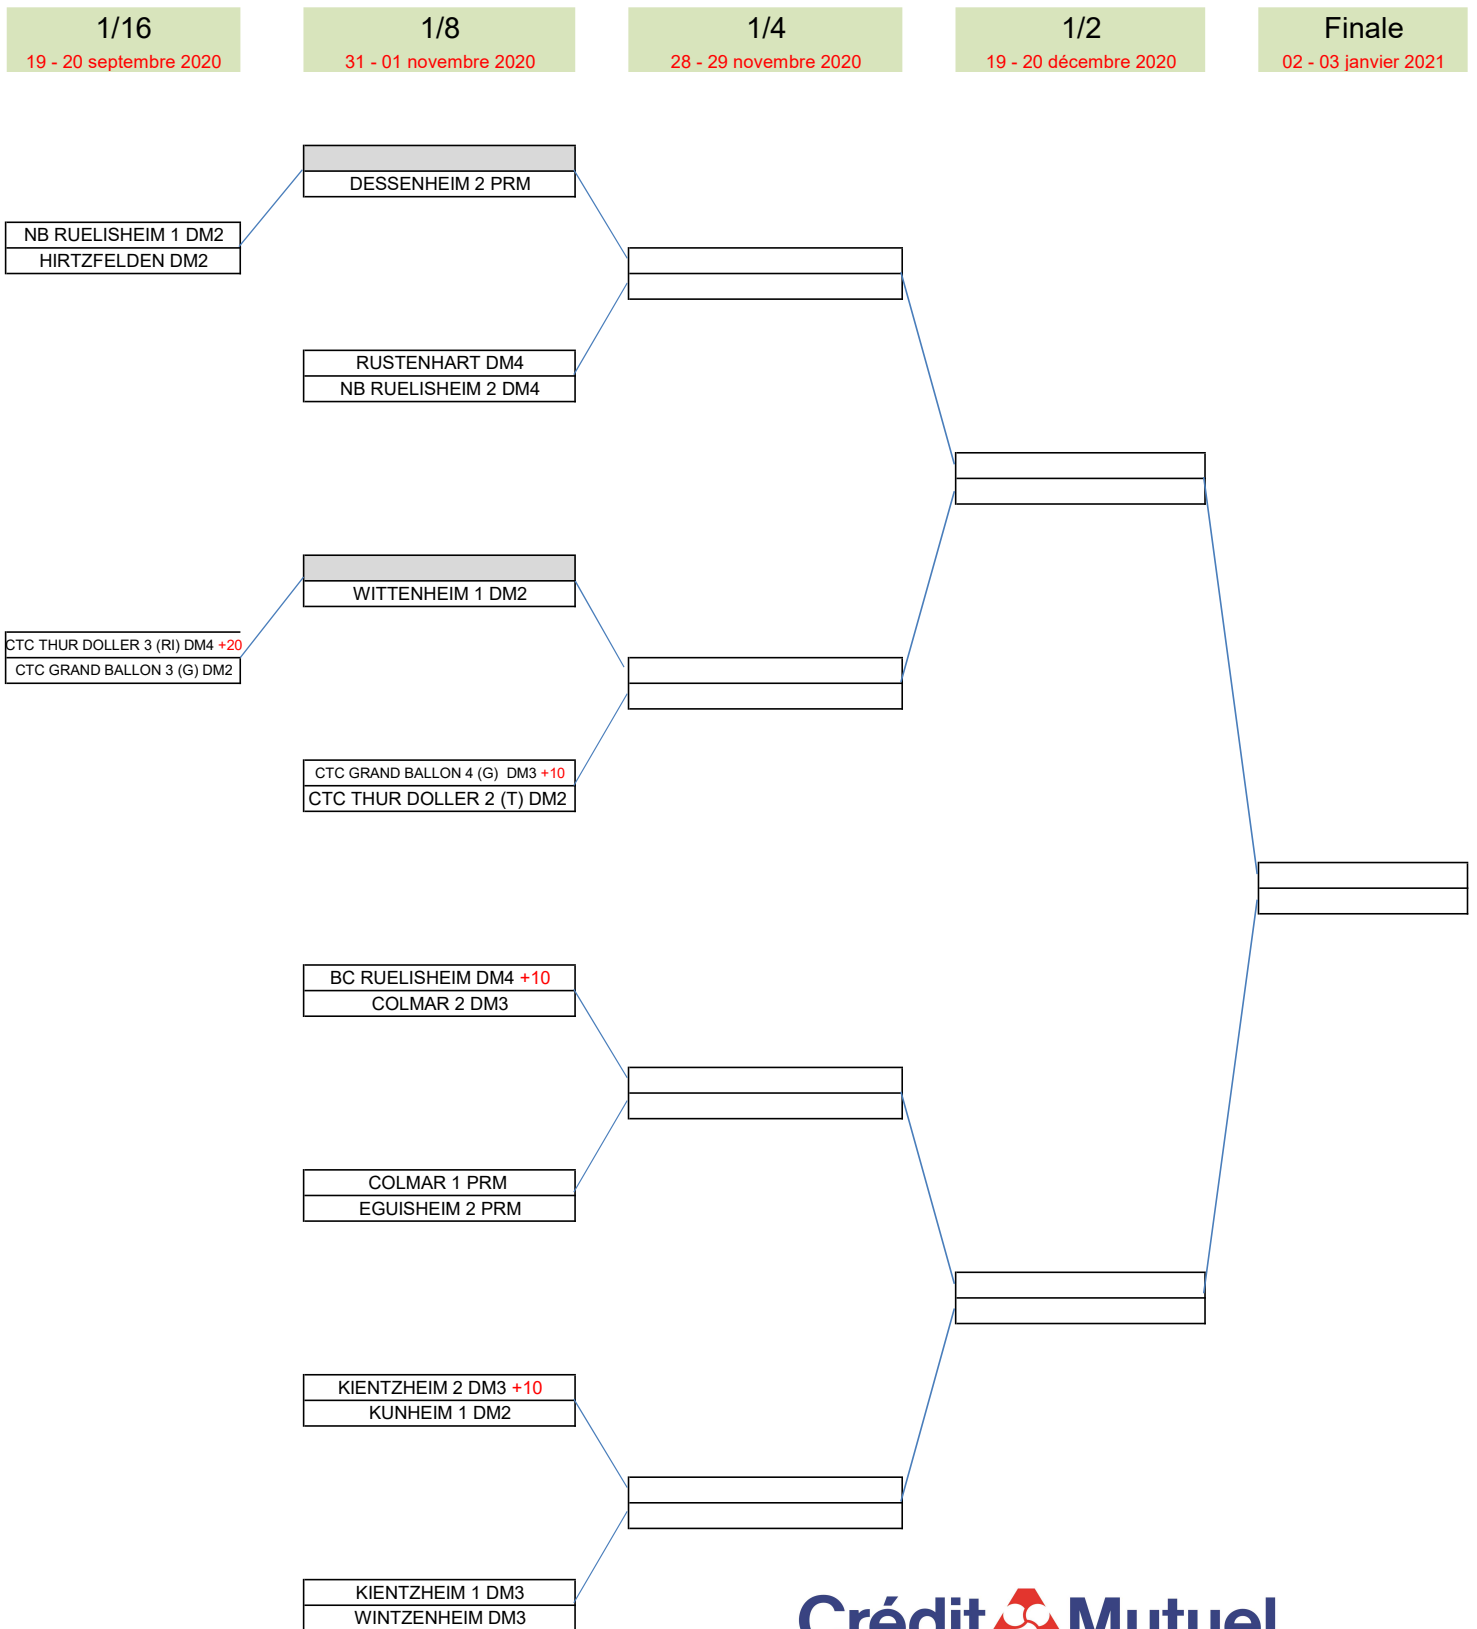 1/16
19 - 20 septembre 2020
1/8
31 - 01 novembre 2020
1/4
28 - 29 novembre 2020
1/2
19 - 20 décembre 2020
Finale
02 - 03 janvier 2021
DESSENHEIM 2 PRM
NB RUELISHEIM 1 DM2
HIRTZFELDEN DM2
RUSTENHART DM4
NB RUELISHEIM 2 DM4
WITTENHEIM 1 DM2
CTC THUR DOLLER 3 (RI) DM4 +20
CTC GRAND BALLON 3 (G) DM2
CTC GRAND BALLON 4 (G) DM3 +10
CTC THUR DOLLER 2 (T) DM2
BC RUELISHEIM DM4 +10
COLMAR 2 DM3
COLMAR 1 PRM
EGUISHEIM 2 PRM
KIENTZHEIM 2 DM3 +10
KUNHEIM 1 DM2
KIENTZHEIM 1 DM3
WINTZENHEIM DM3
Crédit Mutuel